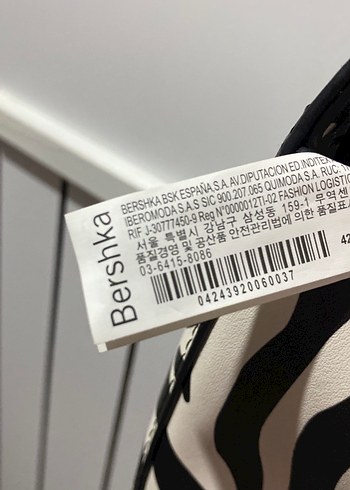 Bershka
BERSHKA BSK ESPAÑA,S.A. AV.DIPUTACION ED.INDITEX
IBEROMODA.S.A.S SIC 900.207.065 QUIMODA S.A. RUC:
RIF J-30777450-9 Reg N°0000012TI-02 FASHION LOGISTIC
서울 특별시 강남구 삼성동 159-1 무역센
품질경영 및 공산품 안전관리법에 의한 품질표
03-6415-8086
04243920060037
42